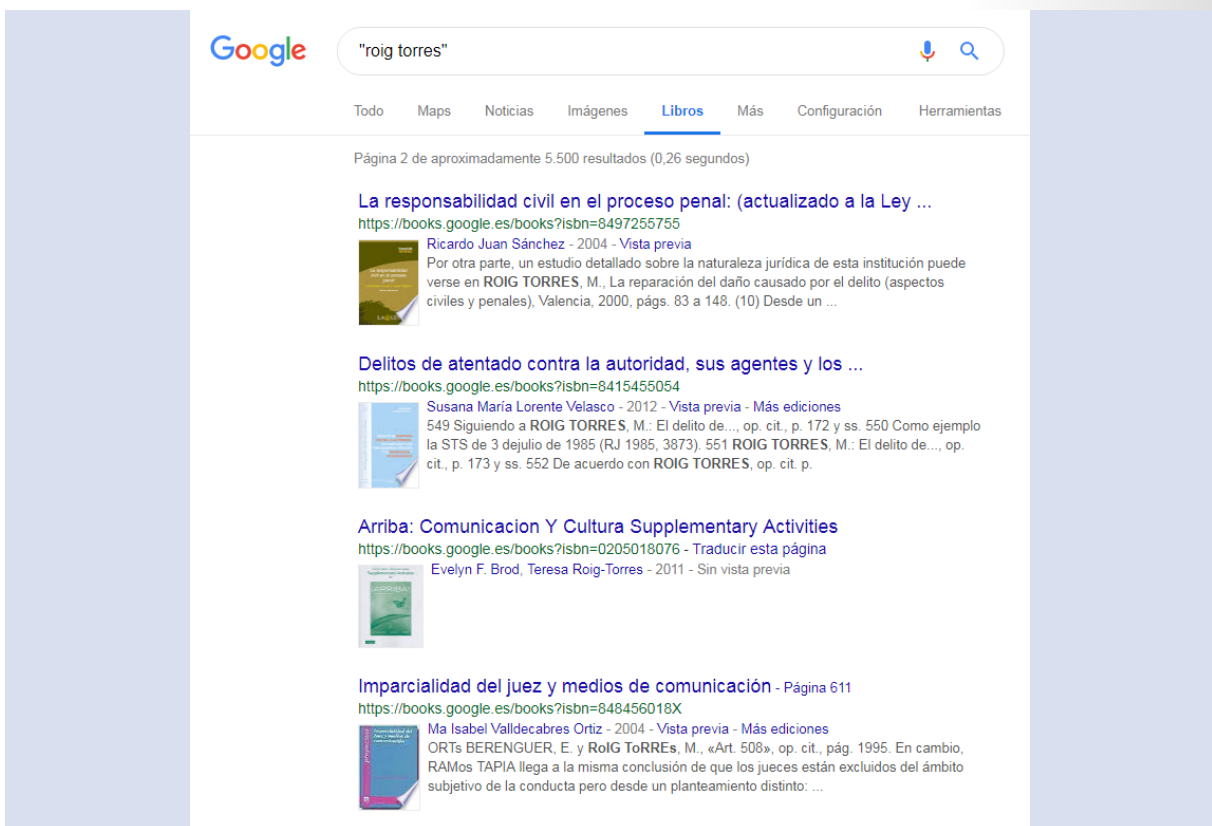 Google
"roig torres"
Todo Maps Noticias Imágenes Libros Más Configuración Herramientas
Página 2 de aproximadamente 5.500 resultados (0,26 segundos)
La responsabilidad civil en el proceso penal: (actualizado a la Ley ...
https://books.google.es/books?isbn=8497255755
Ricardo Juan Sánchez - 2004 - Vista previa
Por otra parte, un estudio detallado sobre la naturaleza jurídica de esta institución puede
verse en ROIG TORRES, M., La reparación del daño causado por el delito (aspectos
civiles y penales), Valencia, 2000, págs. 83 a 148. (10) Desde un ...
Delitos de atentado contra la autoridad, sus agentes y los ...
https://books.google.es/books?isbn=8415455054
Susana María Lorente Velasco - 2012 - Vista previa - Más ediciones
549 Siguiendo a ROIG TORRES, M.: El delito de..., op. cit., p. 172 y ss. 550 Como ejemplo
la STS de 3 dejulio de 1985 (RJ 1985, 3873). 551 ROIG TORRES, M.: El delito de..., op.
cit., p. 173 y ss. 552 De acuerdo con ROIG TORRES, op. cit. p.
Arriba: Comunicacion Y Cultura Supplementary Activities
https://books.google.es/books?isbn=0205018076 - Traducir esta página
Evelyn F. Brod, Teresa Roig-Torres - 2011 - Sin vista previa
ARRIBA!
Imparcialidad del juez y medios de comunicación - Página 611
https://books.google.es/books?isbn=848456018X
Ma Isabel Valldecabres Ortiz - 2004 - Vista previa - Más ediciones
ORTs BERENGUER, E. y RoIG ToRREs, M., «Art. 508», op. cit., pág. 1995. En cambio,
RAMos TAPIA llega a la misma conclusión de que los jueces están excluidos del ámbito
subjetivo de la conducta pero desde un planteamiento distinto: ...